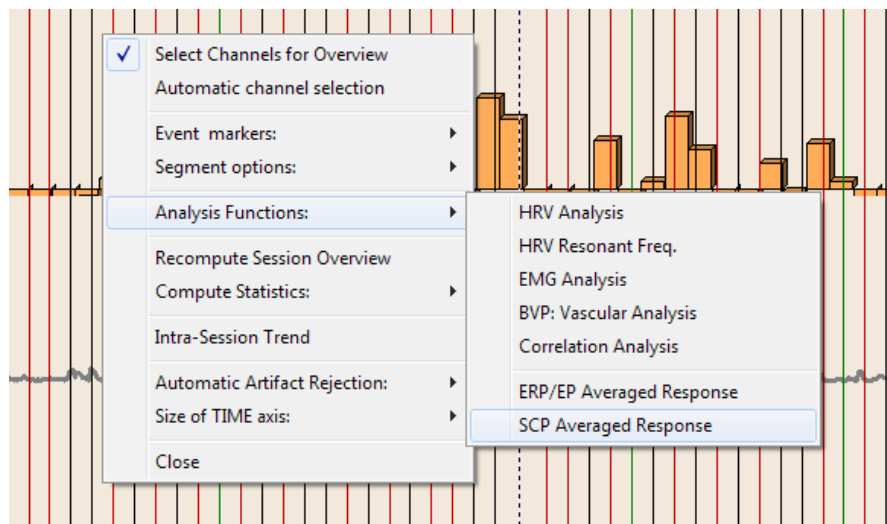 Select Channels for Overview
Automatic channel selection
Event markers:
Segment options:
Analysis Functions:
Recompute Session Overview
Compute Statistics:
Intra-Session Trend
Automatic Artifact Rejection:
Size of TIME axis:
Close
HRV Analysis
HRV Resonant Freq.
EMG Analysis
BVP: Vascular Analysis
Correlation Analysis
ERP/EP Averaged Response
SCP Averaged Response